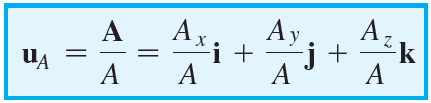 u_A = A/A = A_x/A i + A_y/A j + A_z/A k